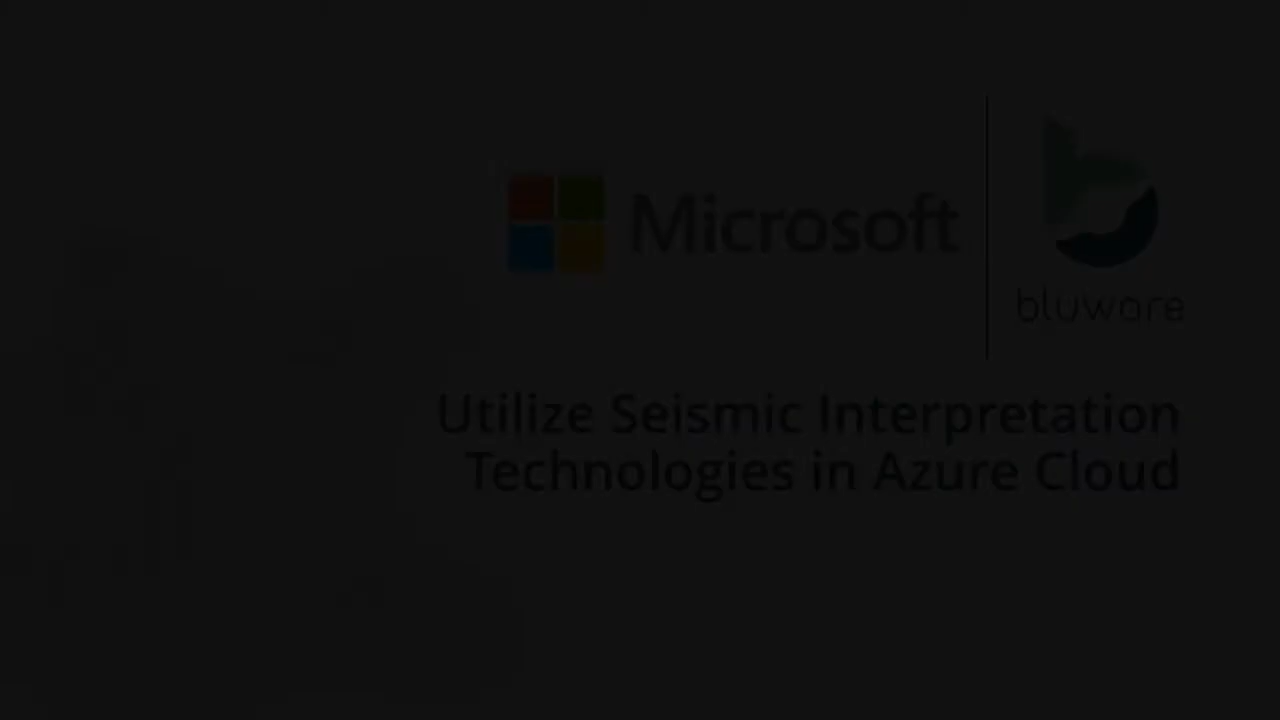 Microsoft
bluware
Utilize Seismic Interpretation
Technologies in Azure Cloud